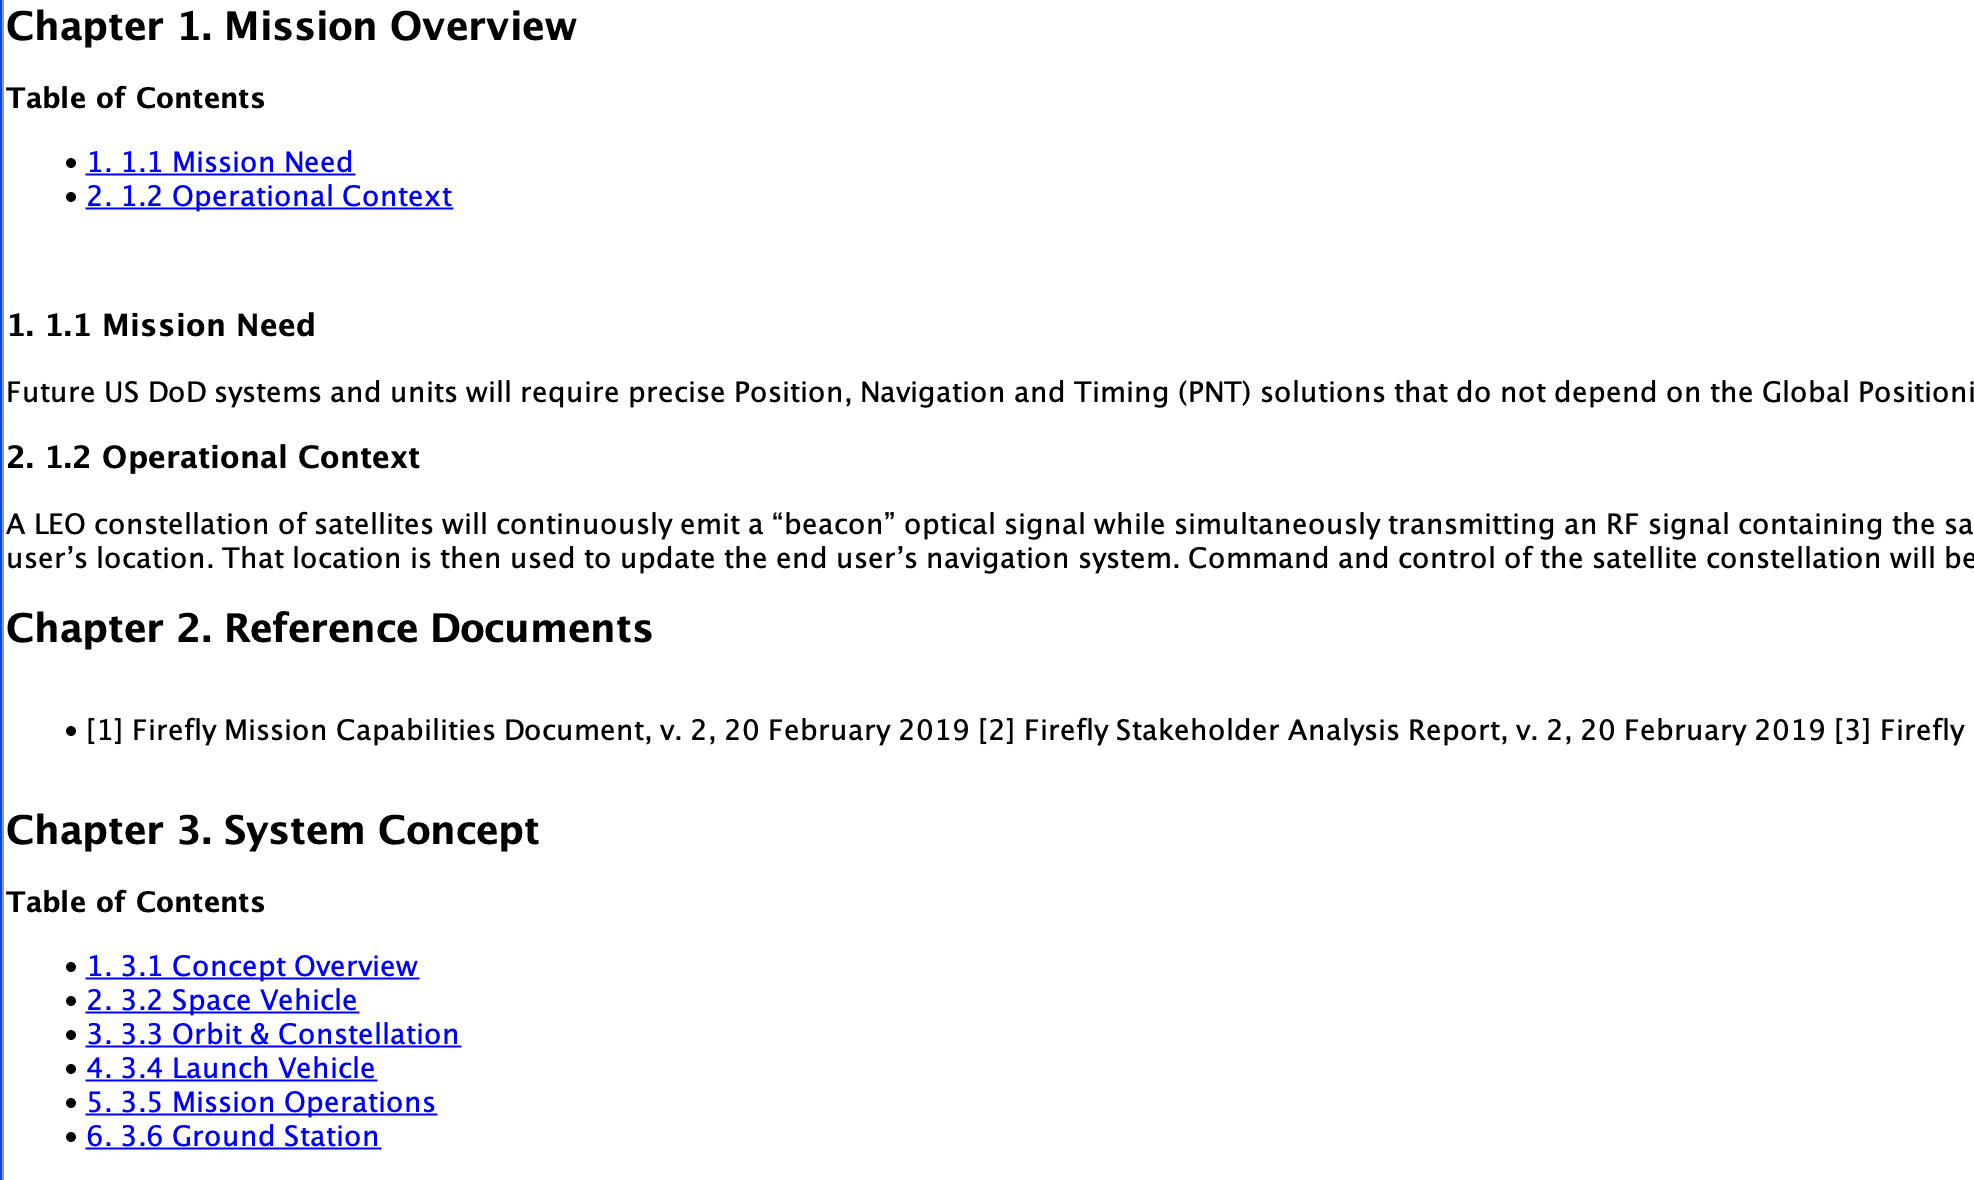 Chapter 1. Mission Overview
Table of Contents
• 1. 1.1 Mission Need
• 2. 1.2 Operational Context
1. 1.1 Mission Need
Future US DoD systems and units will require precise Position, Navigation and Timing (PNT) solutions that do not depend on the Global Positioni
2. 1.2 Operational Context
A LEO constellation of satellites will continuously emit a “beacon” optical signal while simultaneously transmitting an RF signal containing the sa
user’s location. That location is then used to update the end user’s navigation system. Command and control of the satellite constellation will be
Chapter 2. Reference Documents
• [1] Firefly Mission Capabilities Document, v. 2, 20 February 2019 [2] Firefly Stakeholder Analysis Report, v. 2, 20 February 2019 [3] Firefly
Chapter 3. System Concept
Table of Contents
• 1. 3.1 Concept Overview
• 2. 3.2 Space Vehicle
• 3. 3.3 Orbit & Constellation
• 4. 3.4 Launch Vehicle
• 5. 3.5 Mission Operations
• 6. 3.6 Ground Station